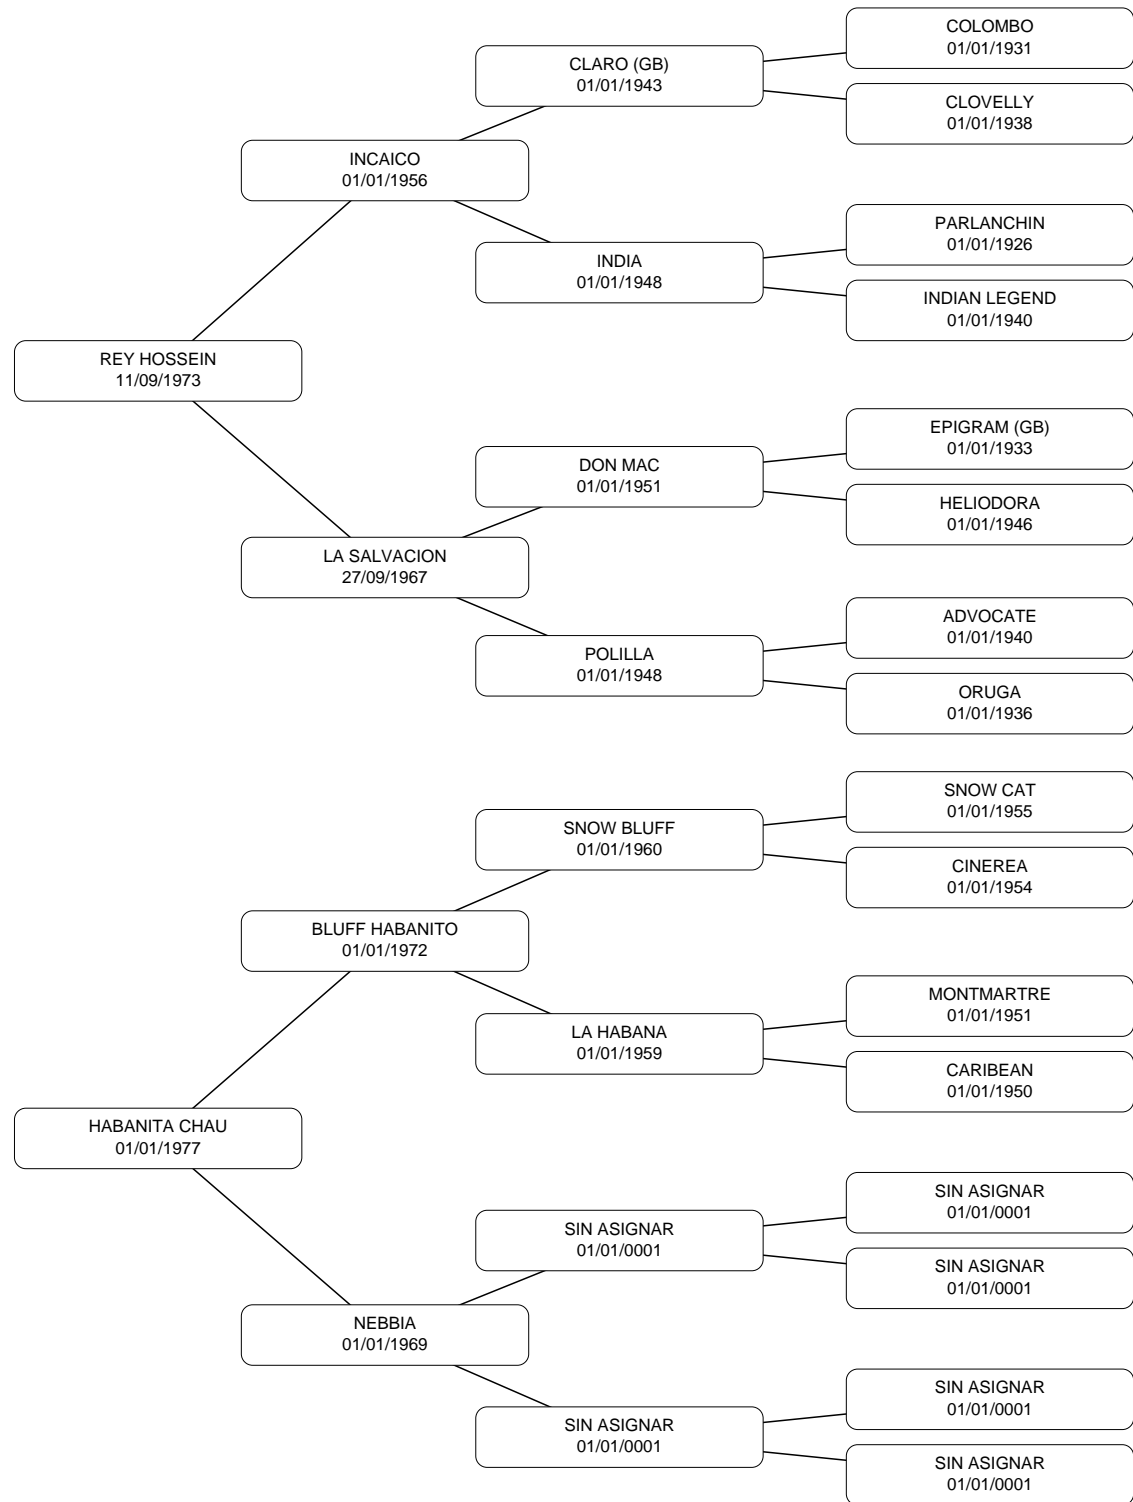 COLOMBO
01/01/1931
CLARO (GB)
01/01/1943
CLOVELLY
01/01/1938
INCAICO
01/01/1956
PARLANCHIN
01/01/1926
INDIA
01/01/1948
INDIAN LEGEND
01/01/1940
REY HOSSEIN
11/09/1973
EPIGRAM (GB)
01/01/1933
DON MAC
01/01/1951
HELIODORA
01/01/1946
LA SALVACION
27/09/1967
ADVOCATE
01/01/1940
POLILLA
01/01/1948
ORUGA
01/01/1936
SNOW CAT
01/01/1955
SNOW BLUFF
01/01/1960
CINEREA
01/01/1954
BLUFF HABANITO
01/01/1972
MONTMARTRE
01/01/1951
LA HABANA
01/01/1959
CARIBEAN
01/01/1950
HABANITA CHAU
01/01/1977
SIN ASIGNAR
01/01/0001
SIN ASIGNAR
01/01/0001
SIN ASIGNAR
01/01/0001
NEBBIA
01/01/1969
SIN ASIGNAR
01/01/0001
SIN ASIGNAR
01/01/0001
SIN ASIGNAR
01/01/0001